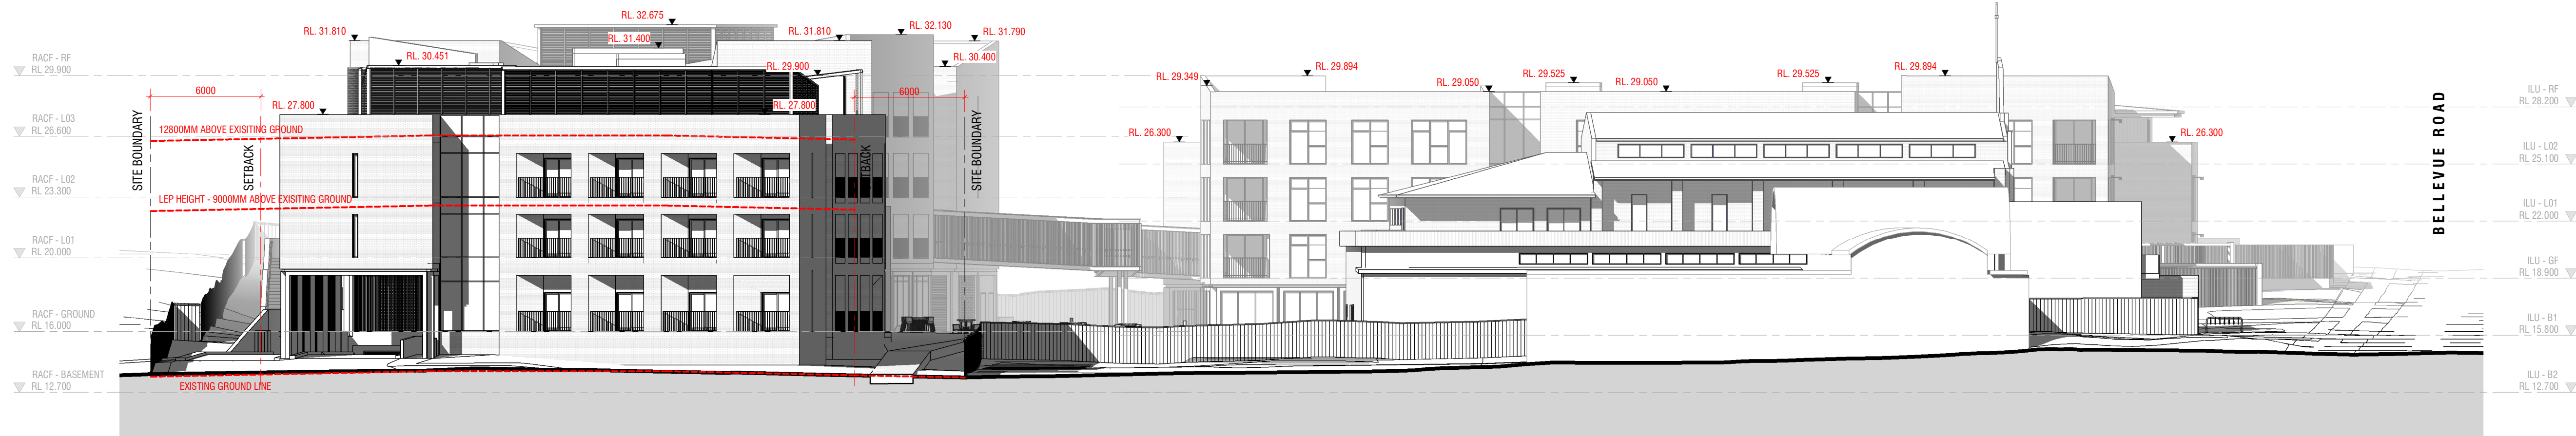 RL. 32.675
RL. 31.810
RL. 31.400
RL. 31.810
RL. 32.130
RL. 31.790
RL. 30.451
RL. 29.900
RL. 30.400
RL. 29.349
RL. 29.894
RL. 29.050
RL. 29.525
RL. 29.050
RL. 29.525
RL. 29.894
RACF - RF
RL 29.900
6000
6000
RL. 27.800
RL. 27.800
ILU - RF
RL 28.200
RACF - L03
RL 26.600
12800MM ABOVE EXISITING GROUND
RL. 26.300
RL. 26.300
SITE BOUNDARY
SETBACK
TBACK
SITE BOUNDARY
BELLEVUE ROAD
ILU - L02
RL 25.100
RACF - L02
RL 23.300
LEP HEIGHT - 9000MM ABOVE EXISITING GROUND
ILU - L01
RL 22.000
RACF - L01
RL 20.000
ILU - GF
RL 18.900
RACF - GROUND
RL 16.000
ILU - B1
RL 15.800
RACF - BASEMENT
RL 12.700
EXISTING GROUND LINE
ILU - B2
RL 12.700